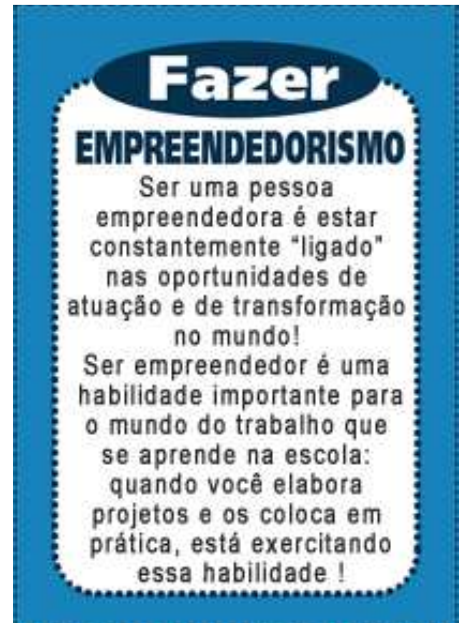 Fazer
EMPREENDEDORISMO
Ser uma pessoa
empreendedora é estar
constantemente “ligado”
nas oportunidades de
atuação e de transformação
no mundo!
Ser empreendedor é uma
habilidade importante para
o mundo do trabalho que
se aprende na escola:
quando você elabora
projetos e os coloca em
prática, está exercitando
essa habilidade !